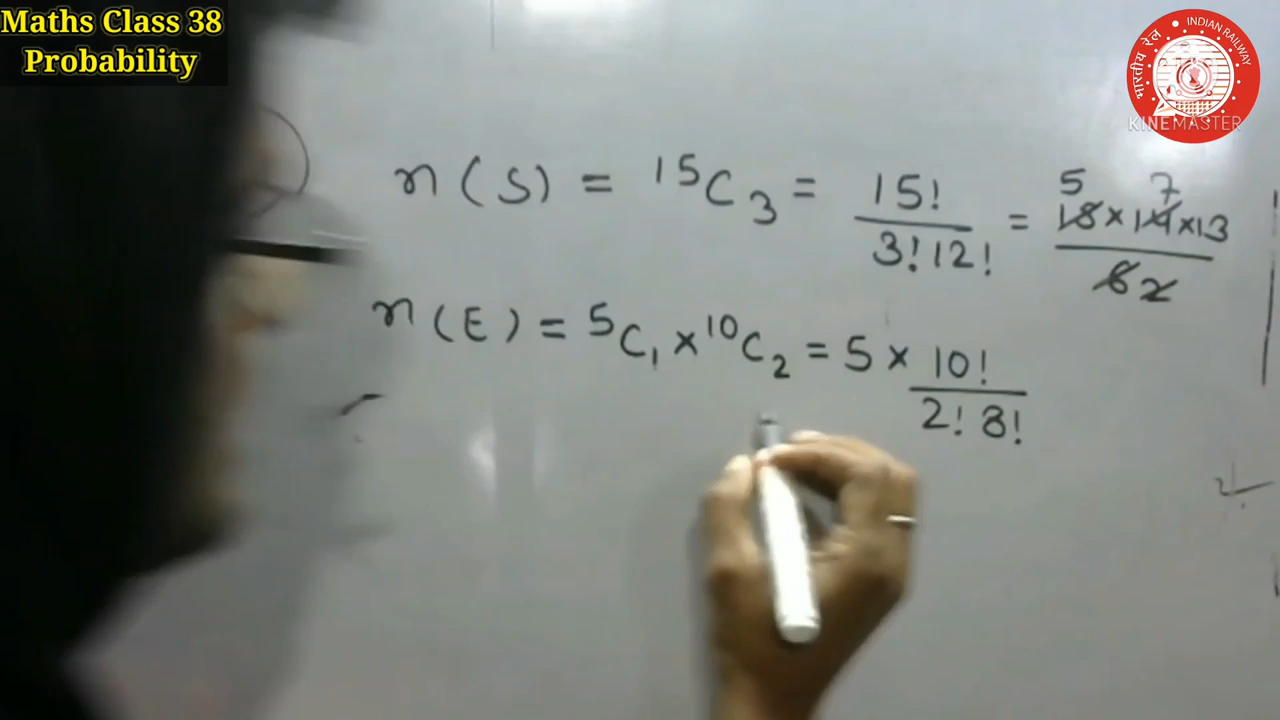 Maths Class 38
Probability
भारतीय रेल INDIAN RAILWAY
KINEMASTER
n(S) = ¹⁵C₃ = 15! / 3! 12! = 5 7 15×14×13 / 6 2
n(E) = ⁵C₁ × ¹⁰C₂ = 5 × 10! / 2! 8!